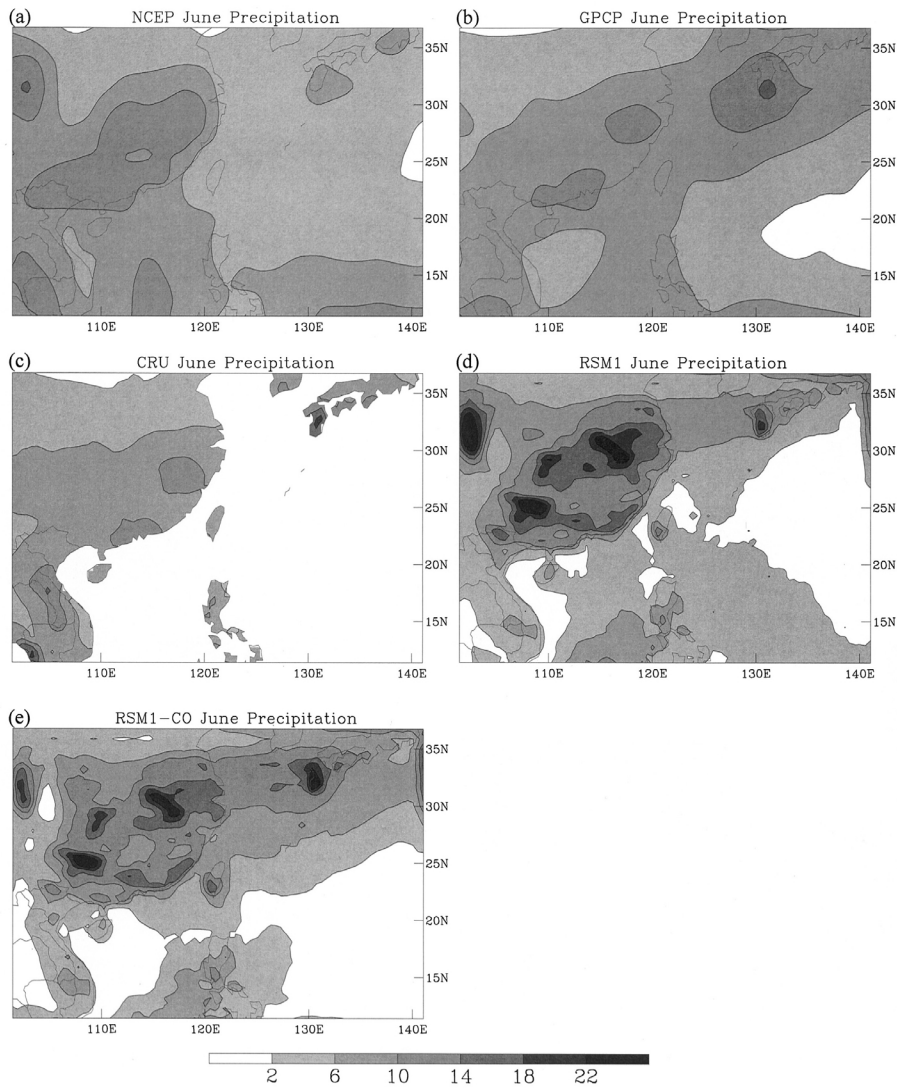 (a) NCEP June Precipitation
35N
30N
25N
20N
15N
110E 120E 130E 140E
(b) GPCP June Precipitation
35N
30N
25N
20N
15N
110E 120E 130E 140E
(c) CRU June Precipitation
35N
30N
25N
20N
15N
110E 120E 130E 140E
(d) RSM1 June Precipitation
35N
30N
25N
20N
15N
110E 120E 130E 140E
(e) RSM1-CO June Precipitation
35N
30N
25N
20N
15N
110E 120E 130E 140E
2 6 10 14 18 22